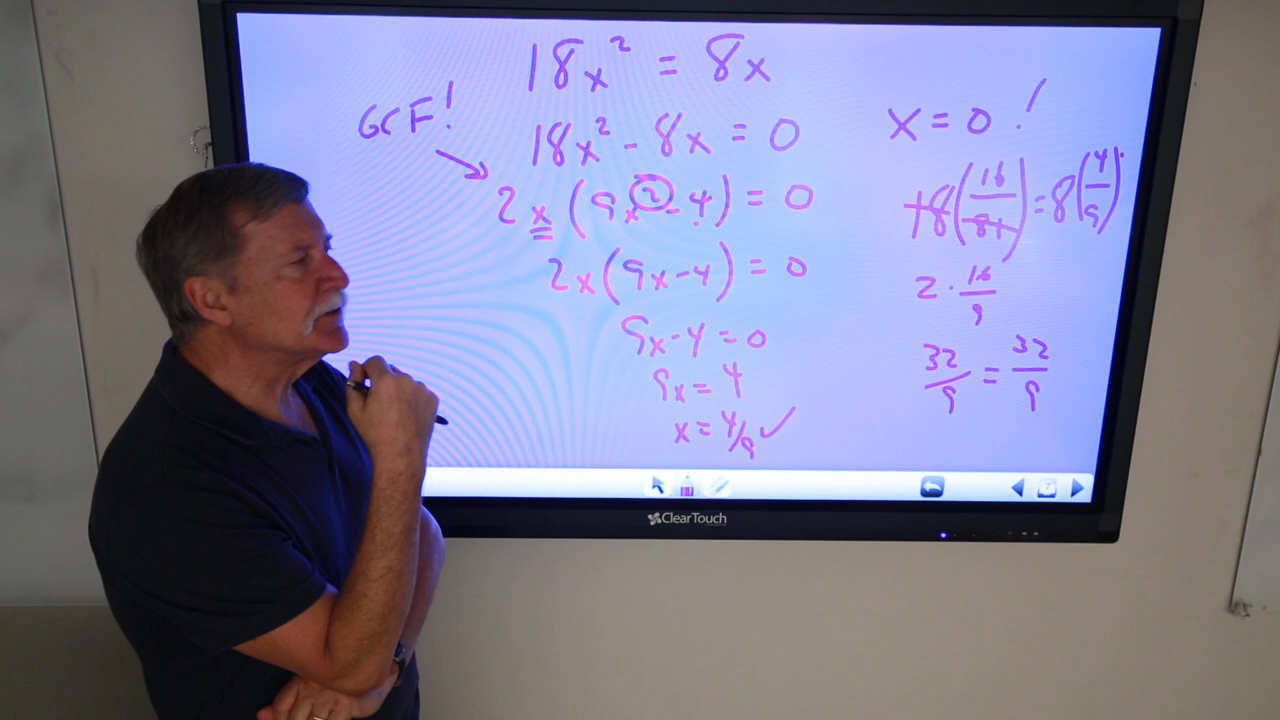 18x² = 8x
GCF!
18x² - 8x = 0
2x(9x² - 4) = 0
2x(9x-4) = 0
9x-4=0
9x=4
x=4/9 ✓
x=0!
18(16/81)=8(4/9)
2·16/9
32/9 = 32/9
ClearTouch